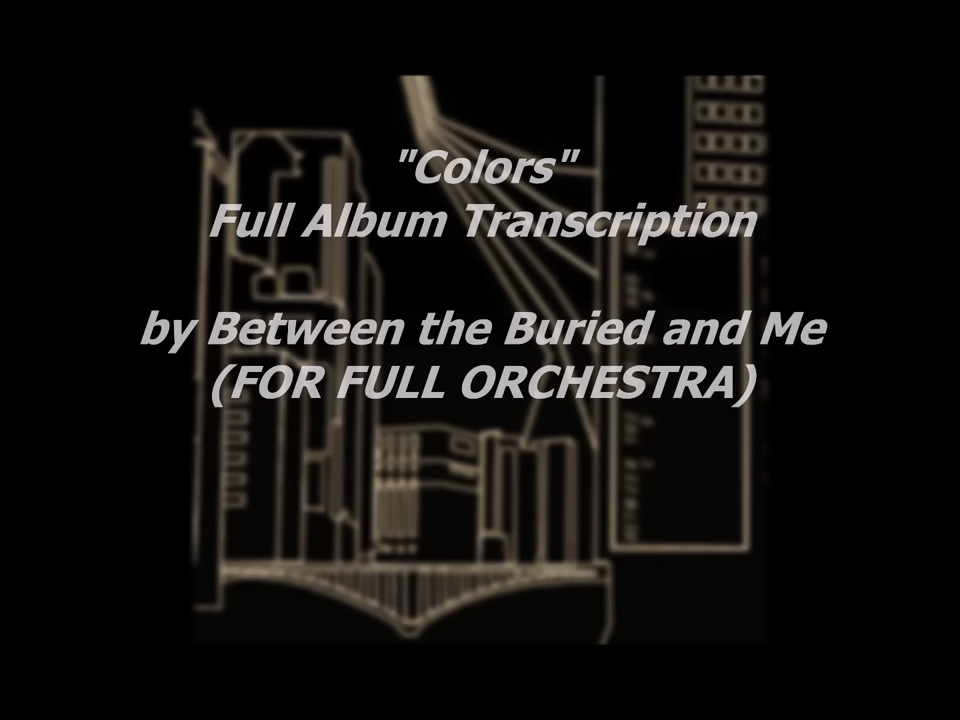 "Colors"
Full Album Transcription
by Between the Buried and Me
(FOR FULL ORCHESTRA)